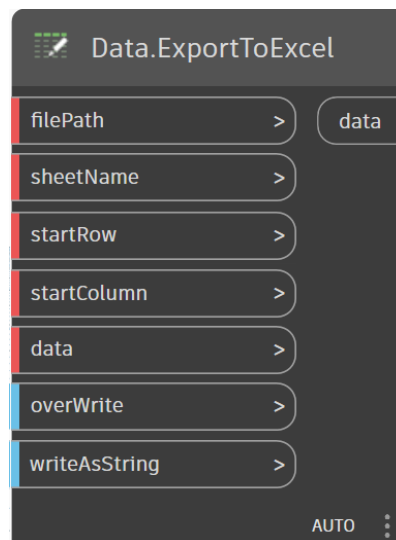 Data.ExportToExcel
filePath > data
sheetName >
startRow >
startColumn >
data >
overWrite >
writeAsString >
AUTO